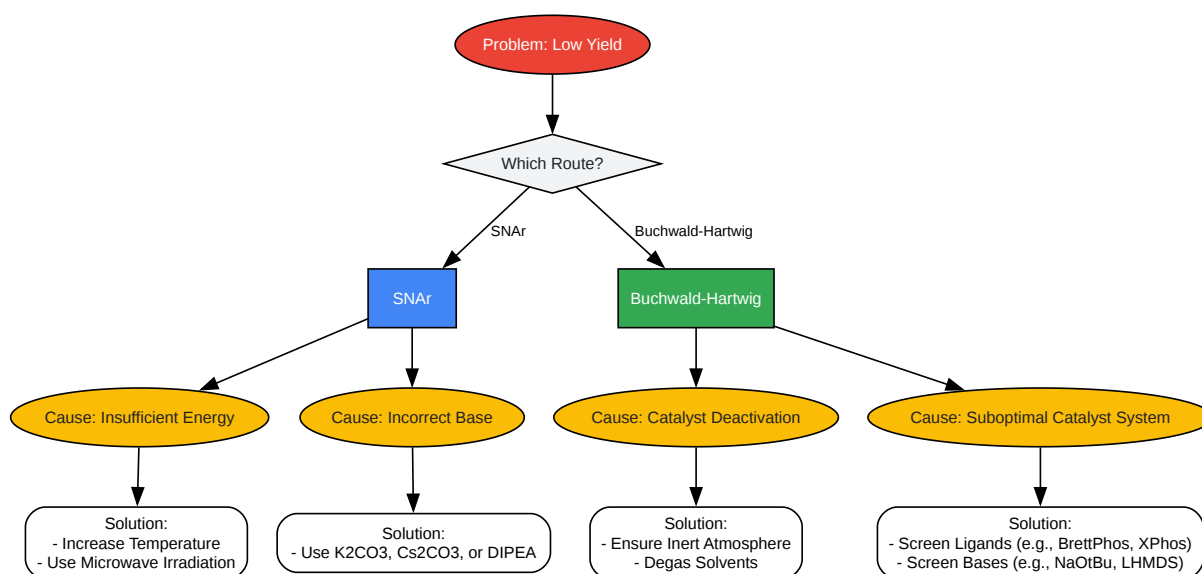 Problem: Low Yield
Which Route?
SNAr
Buchwald-Hartwig
SNAr
Buchwald-Hartwig
Cause: Insufficient Energy
Cause: Incorrect Base
Cause: Catalyst Deactivation
Cause: Suboptimal Catalyst System
Solution:
- Increase Temperature
- Use Microwave Irradiation
Solution:
- Use K2CO3, Cs2CO3, or DIPEA
Solution:
- Ensure Inert Atmosphere
- Degas Solvents
Solution:
- Screen Ligands (e.g., BrettPhos, XPhos)
- Screen Bases (e.g., NaOtBu, LHMDS)